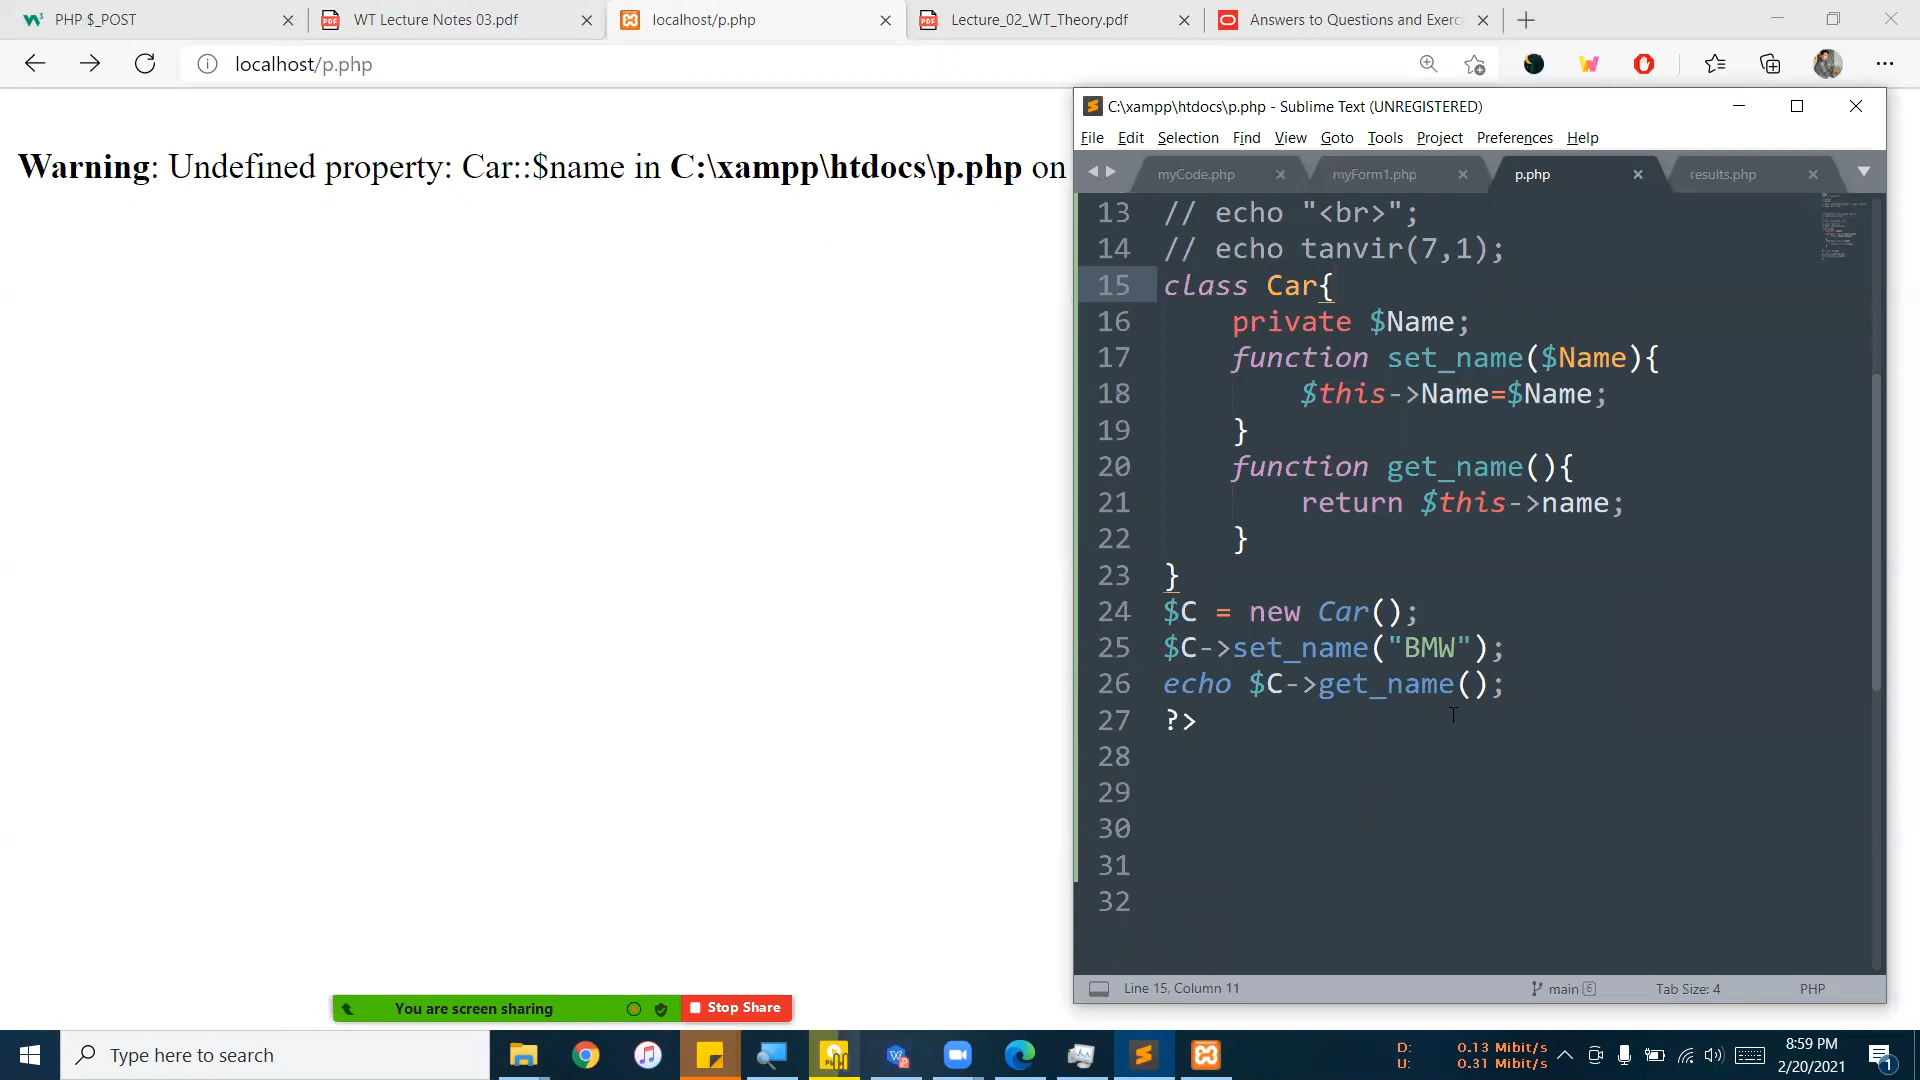 PHP $_POST
WT Lecture Notes 03.pdf
localhost/p.php
Lecture_02_WT_Theory.pdf
Answers to Questions and Exerci
localhost/p.php
Warning: Undefined property: Car::$name in C:\xampp\htdocs\p.php on
C:\xampp\htdocs\p.php - Sublime Text (UNREGISTERED)
File Edit Selection Find View Goto Tools Project Preferences Help
myCode.php
myForm1.php
p.php
results.php
13 // echo "<br>";
14 // echo tanvir(7,1);
15 class Car{
16 private $Name;
17 function set_name($Name){
18 $this->Name=$Name;
19 }
20 function get_name(){
21 return $this->name;
22 }
23 }
24 $C = new Car();
25 $C->set_name("BMW");
26 echo $C->get_name();
27 ?>
28
29
30
31
32
Line 15, Column 11
main 6
Tab Size: 4
PHP
You are screen sharing
Stop Share
Type here to search
D: 0.13 Mibit/s
U: 0.31 Mibit/s
8:59 PM
2/20/2021
1